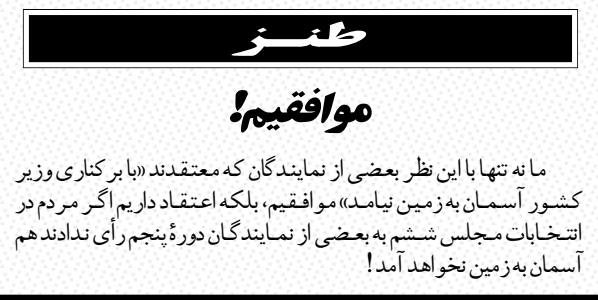 طنــز
موافقیم!
ما نه تنها با این نظر بعضی از نمایندگان که معتقدند «با برکناری وزیر
کشور آسمان به زمین نیامد» موافقیم، بلکه اعتقاد داریم اگر مردم در
انتخابات مجلس ششم به بعضی از نمایندگان دورهٔ پنجم رأی ندادند هم
آسمان به زمین نخواهد آمد!